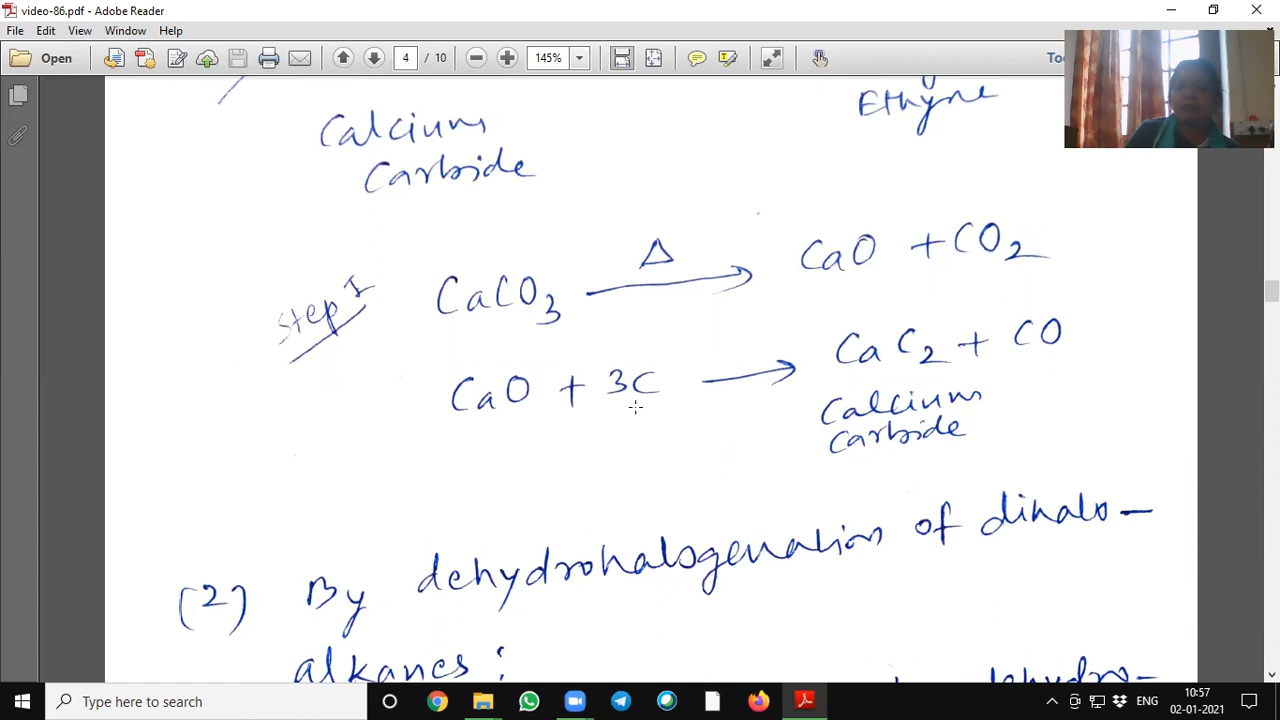 video-86.pdf - Adobe Reader
File Edit View Window Help
Open 4 / 10 145%
Ethyne
Calcium
Carbide
Step I
CaCO3 Δ CaO + CO2
CaO + 3C → CaC2 + CO
Calcium
Carbide
(2) By dehydrohalogenation of dihalo-
alkanes:
dehydro-
Type here to search
ENG
10:57
02-01-2021